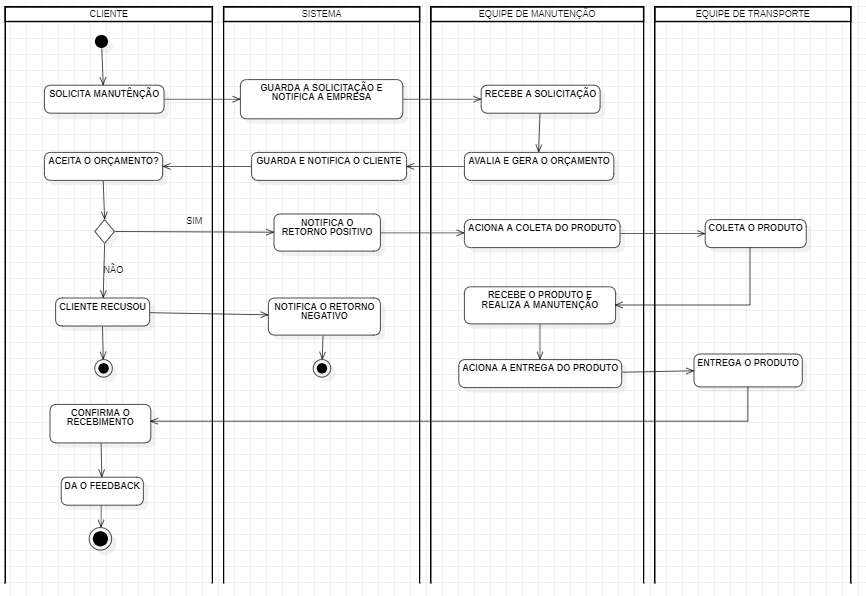 CLIENTE
SISTEMA
EQUIPE DE MANUTENÇÃO
EQUIPE DE TRANSPORTE
SOLICITA MANUTÊNÇÃO
GUARDA A SOLICITAÇÃO E
NOTIFICA A EMPRESA
RECEBE A SOLICITAÇÃO
ACEITA O ORÇAMENTO?
GUARDA E NOTIFICA O CLIENTE
AVALIA E GERA O ORÇAMENTO
SIM
NOTIFICA O
RETORNO POSITIVO
ACIONA A COLETA DO PRODUTO
COLETA O PRODUTO
NÃO
CLIENTE RECUSOU
NOTIFICA O RETORNO
NEGATIVO
RECEBE O PRODUTO E
REALIZA A MANUTENÇÃO
ACIONA A ENTREGA DO PRODUTO
ENTREGA O PRODUTO
CONFIRMA O
RECEBIMENTO
DA O FEEDBACK